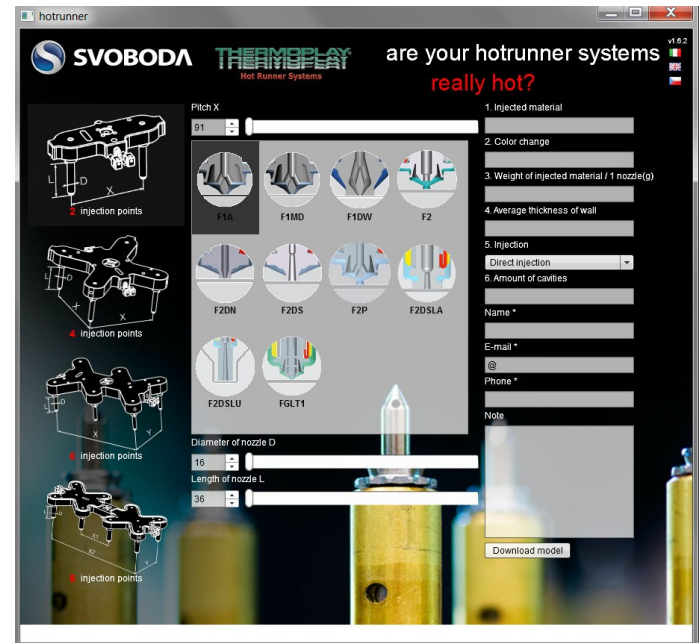 hotrunner
SVOBODA
THERMOPLAY
Hot Runner Systems
are your hotrunner systems
really hot?
v1.6.2
2 injection points
4 injection points
injection points
injection points
L
D
X
L
D
X
X
L
D
X
Y
L
D
X1
X2
Y
Pitch X
91
F1A
F1MD
F1DW
F2
F2DN
F2DS
F2P
F2DSLA
F2DSLU
FGLT1
Diameter of nozzle D
16
Length of nozzle L
36
1. Injected material
2. Color change
3. Weight of injected material / 1 nozzle(g)
4. Average thickness of wall
5. Injection
Direct injection
6. Amount of cavities
Name *
E-mail *
@
Phone *
Note
Download model